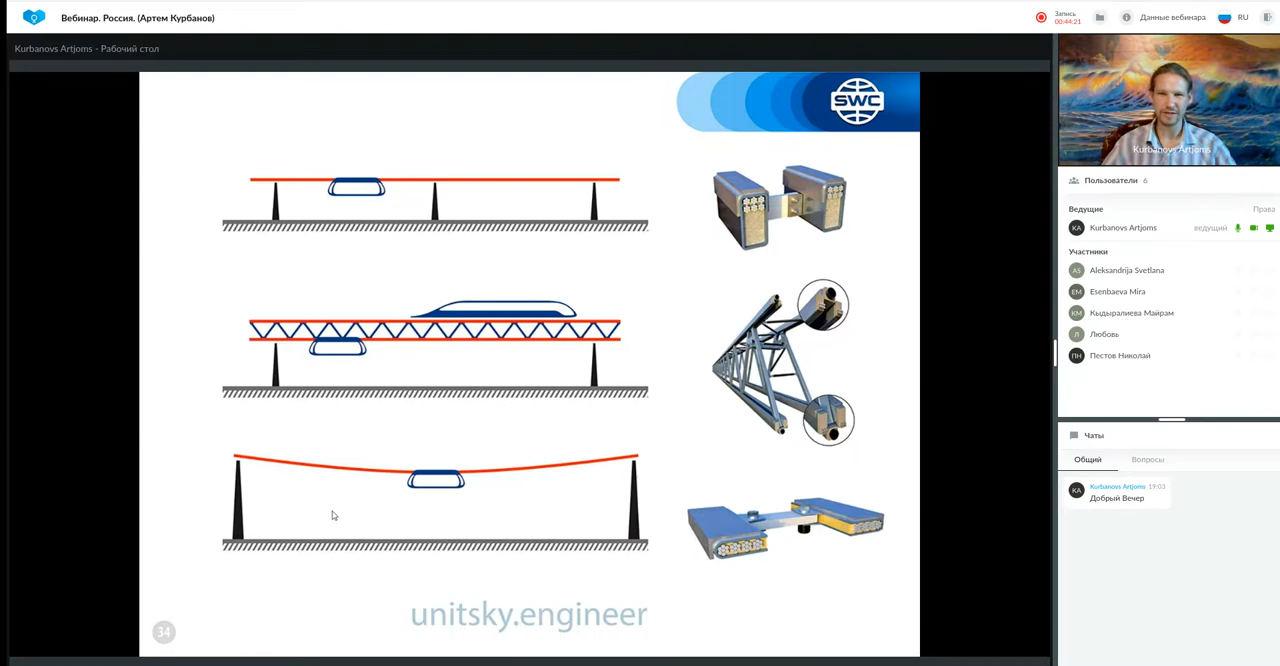 Вебинар. Россия. (Артем Курбанов)
Запись
00:44:21
Данные вебинара
RU
Kurbanovs Artjoms - Рабочий стол
SWC
unitsky.engineer
34
Kurbanovs Artjoms
Пользователи 6
Ведущие Права
KA Kurbanovs Artjoms ведущий
Участники
AS Aleksandrija Svetlana
EM Esenbaeva Mira
КМ Кыдыралиева Майрам
Л Любовь
ПН Пестов Николай
Чаты
Общий Вопросы
KA Kurbanovs Artjoms 19:03
Добрый Вечер